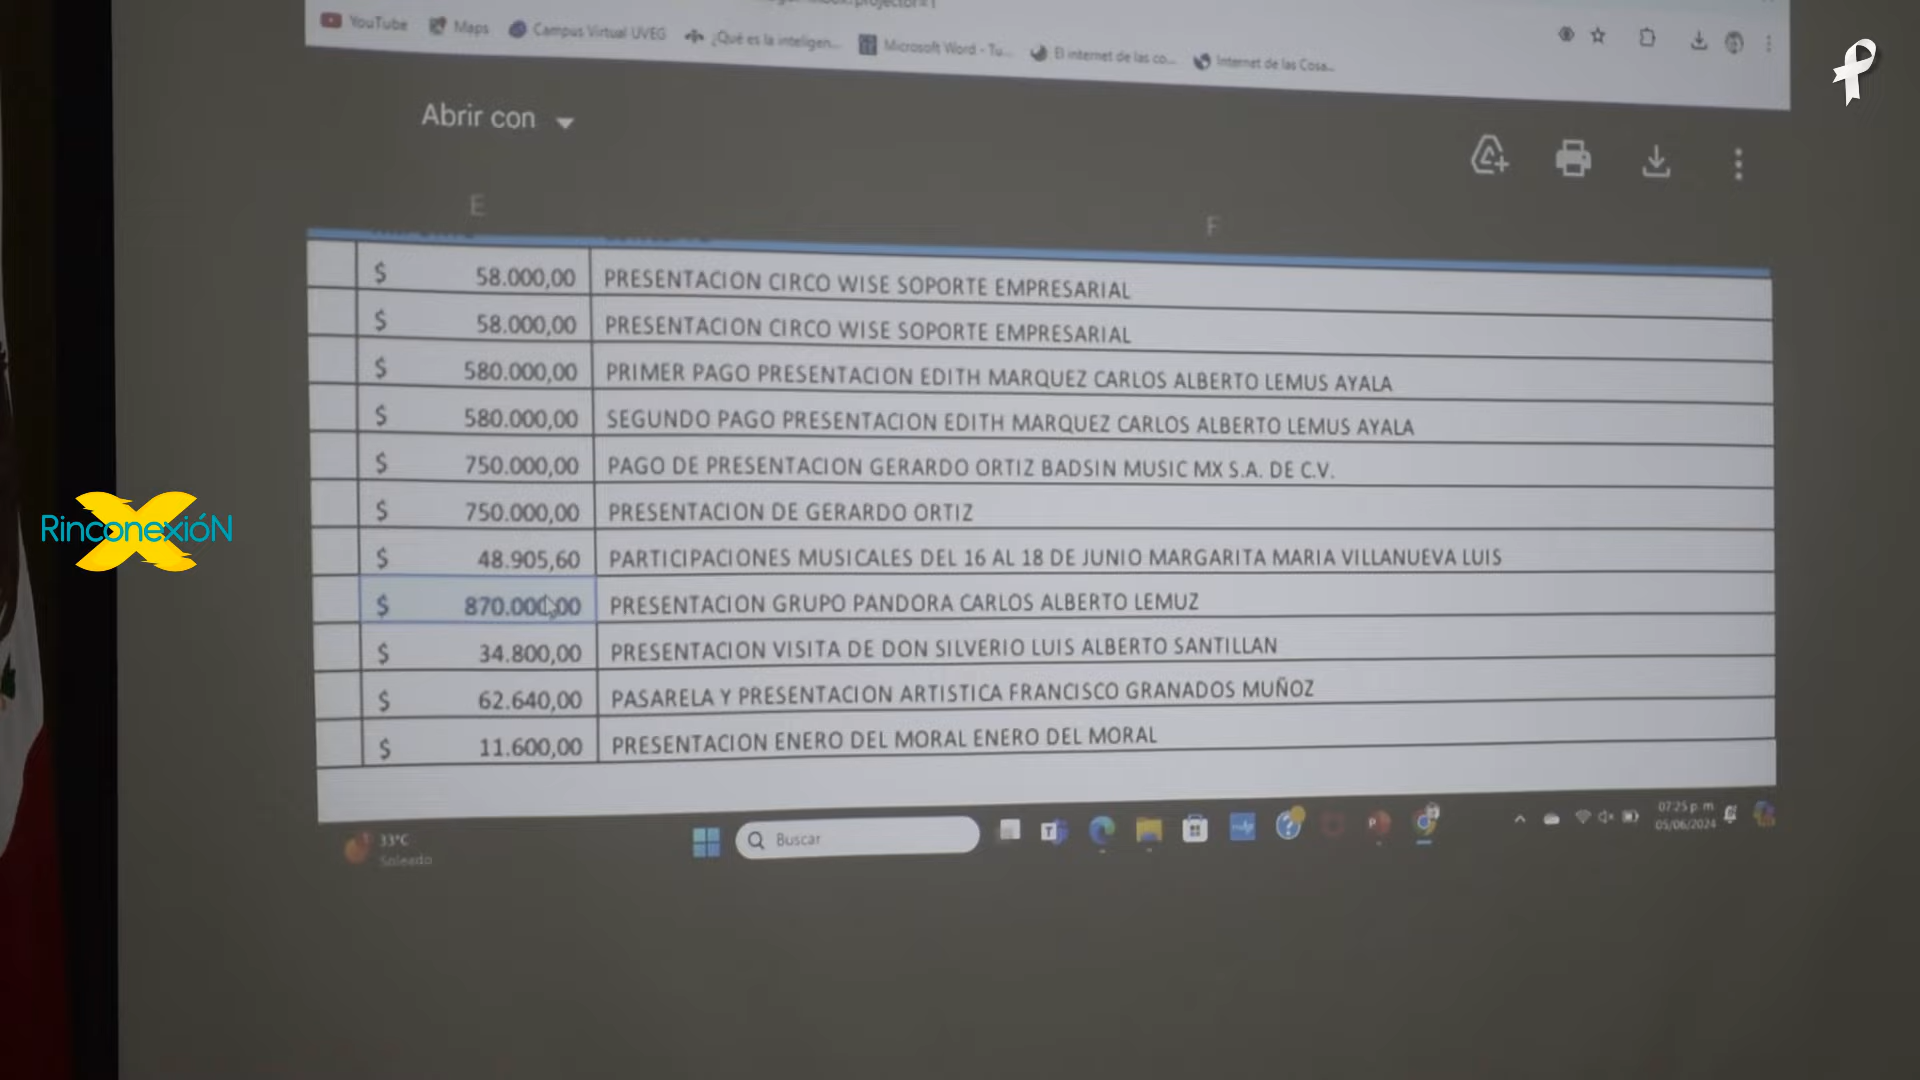 YouTube Maps Campus Virtual UVEG ¿Qué es la inteligen... Microsoft Word - Tu... El internet de las co... Internet de las Cosa...
Abrir con
E F
$ 58.000,00 PRESENTACION CIRCO WISE SOPORTE EMPRESARIAL
$ 58.000,00 PRESENTACION CIRCO WISE SOPORTE EMPRESARIAL
$ 580.000,00 PRIMER PAGO PRESENTACION EDITH MARQUEZ CARLOS ALBERTO LEMUS AYALA
$ 580.000,00 SEGUNDO PAGO PRESENTACION EDITH MARQUEZ CARLOS ALBERTO LEMUS AYALA
$ 750.000,00 PAGO DE PRESENTACION GERARDO ORTIZ BADSIN MUSIC MX S.A. DE C.V.
$ 750.000,00 PRESENTACION DE GERARDO ORTIZ
RinconexióN
$ 48.905,60 PARTICIPACIONES MUSICALES DEL 16 AL 18 DE JUNIO MARGARITA MARIA VILLANUEVA LUIS
$ 870.000,00 PRESENTACION GRUPO PANDORA CARLOS ALBERTO LEMUZ
$ 34.800,00 PRESENTACION VISITA DE DON SILVERIO LUIS ALBERTO SANTILLAN
$ 62.640,00 PASARELA Y PRESENTACION ARTISTICA FRANCISCO GRANADOS MUÑOZ
$ 11.600,00 PRESENTACION ENERO DEL MORAL ENERO DEL MORAL
33°C
Soleado
Buscar
07:25 p. m.
05/06/2024